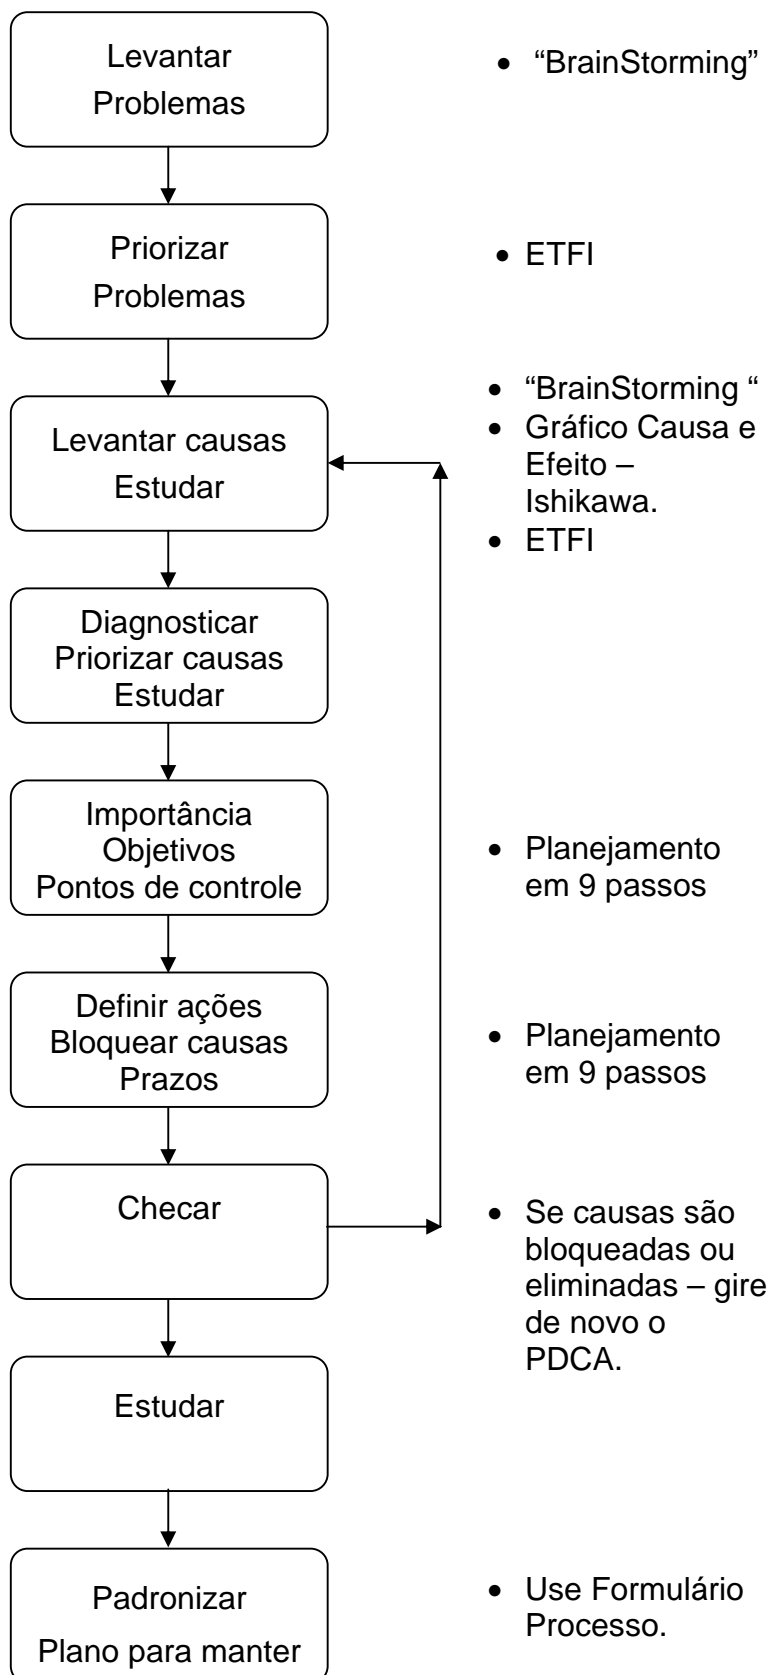 Levantar
Problemas
• “BrainStorming”
Priorizar
Problemas
• ETFI
Levantar causas
Estudar
• “BrainStorming “
• Gráfico Causa e
Efeito –
Ishikawa.
• ETFI
Diagnosticar
Priorizar causas
Estudar
Importância
Objetivos
Pontos de controle
• Planejamento
em 9 passos
Definir ações
Bloquear causas
Prazos
• Planejamento
em 9 passos
Checar
• Se causas são
bloqueadas ou
eliminadas – gire
de novo o
PDCA.
Estudar
Padronizar
Plano para manter
• Use Formulário
Processo.